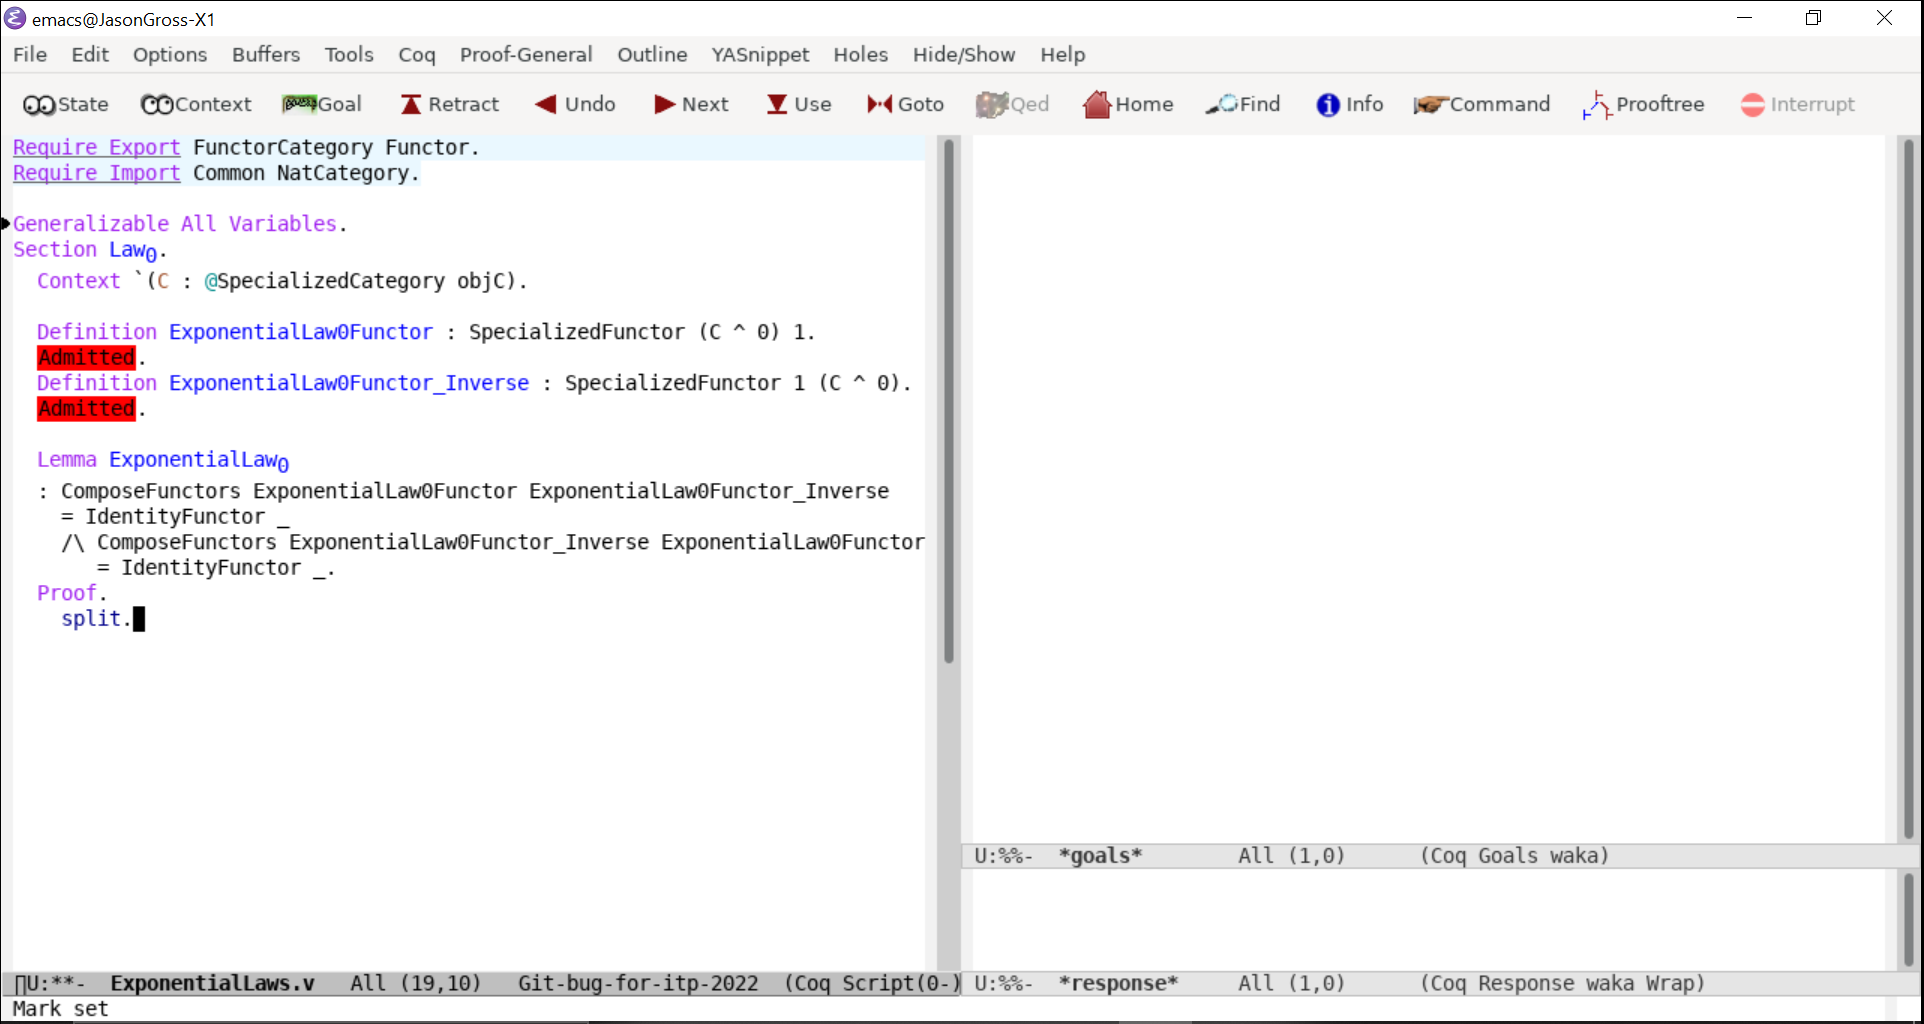 emacs@JasonGross-X1
File Edit Options Buffers Tools Coq Proof-General Outline YASnippet Holes Hide/Show Help
State Context Goal Retract Undo Next Use Goto Qed Home Find Info Command Prooftree Interrupt
Require Export FunctorCategory Functor.
Require Import Common NatCategory.
Generalizable All Variables.
Section Law₀.
Context `(C : @SpecializedCategory objC).
Definition ExponentialLaw0Functor : SpecializedFunctor (C ^ 0) 1.
Admitted.
Definition ExponentialLaw0Functor_Inverse : SpecializedFunctor 1 (C ^ 0).
Admitted.
Lemma ExponentialLaw₀
: ComposeFunctors ExponentialLaw0Functor ExponentialLaw0Functor_Inverse
= IdentityFunctor _
/\ ComposeFunctors ExponentialLaw0Functor_Inverse ExponentialLaw0Functor
= IdentityFunctor _.
Proof.
split.
U:%%- *goals* All (1,0) (Coq Goals waka)
U:**- ExponentialLaws.v All (19,10) Git-bug-for-itp-2022 (Coq Script(0-)
U:%%- *response* All (1,0) (Coq Response waka Wrap)
Mark set